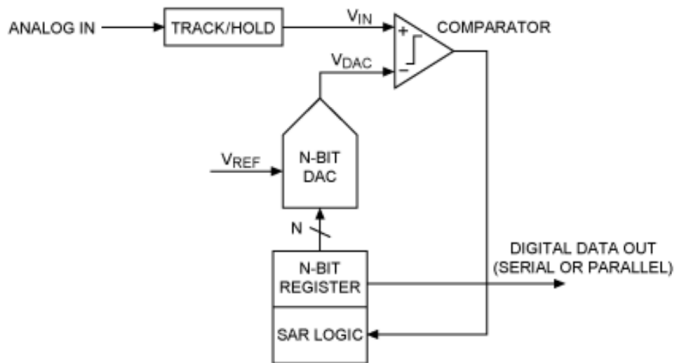 ANALOG IN
TRACK/HOLD
VIN
COMPARATOR
+
VDAC
−
VREF
N-BIT
DAC
N
N-BIT
REGISTER
DIGITAL DATA OUT
(SERIAL OR PARALLEL)
SAR LOGIC